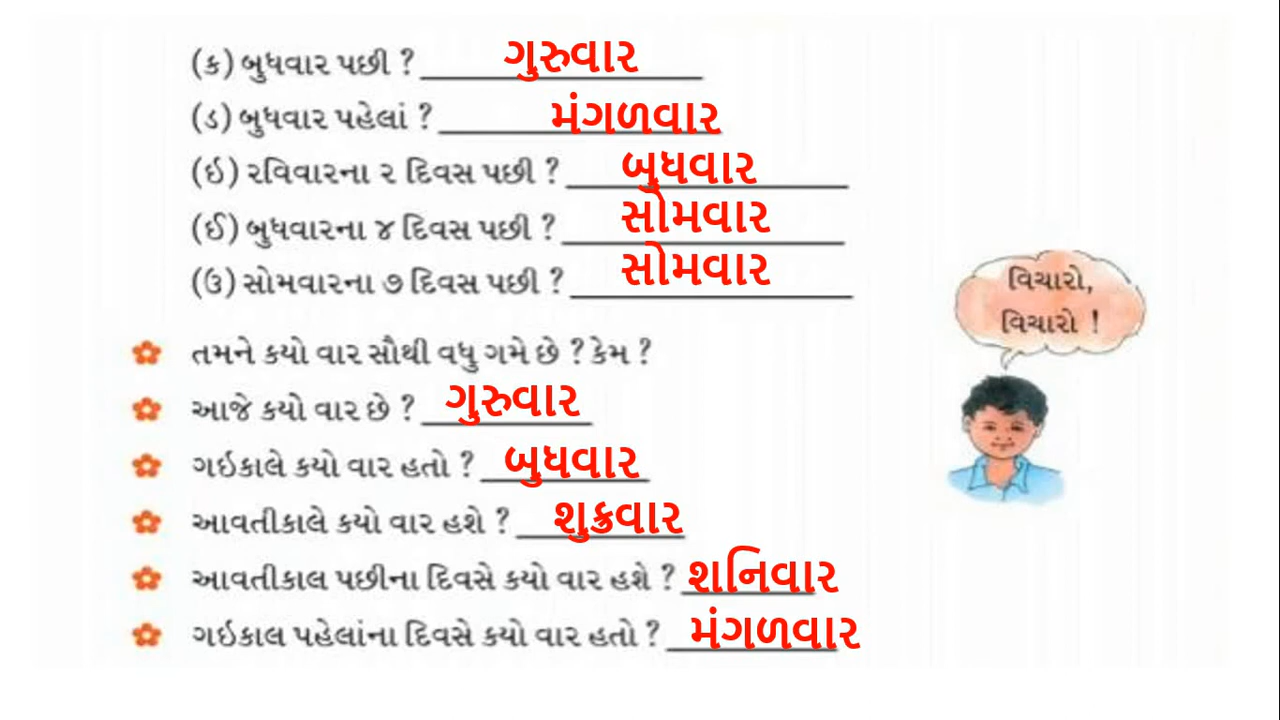 (ક) બુધવાર પછી ? ગુરુવાર
(ડ) બુધવાર પહેલાં ? મંગળવાર
(ઇ) રવિવારના ૨ દિવસ પછી ? બુધવાર
(ઈ) બુધવારના ૪ દિવસ પછી ? સોમવાર
(ઉ) સોમવારના ૭ દિવસ પછી ? સોમવાર
તમને કયો વાર સૌથી વધુ ગમે છે ? કેમ ?
આજે કયો વાર છે ? ગુરુવાર
ગઇકાલે કયો વાર હતો ? બુધવાર
આવતીકાલે કયો વાર હશે ? શુક્રવાર
આવતીકાલ પછીના દિવસે કયો વાર હશે ? શનિવાર
ગઇકાલ પહેલાંના દિવસે કયો વાર હતો ? મંગળવાર
વિચારો,
વિચારો !